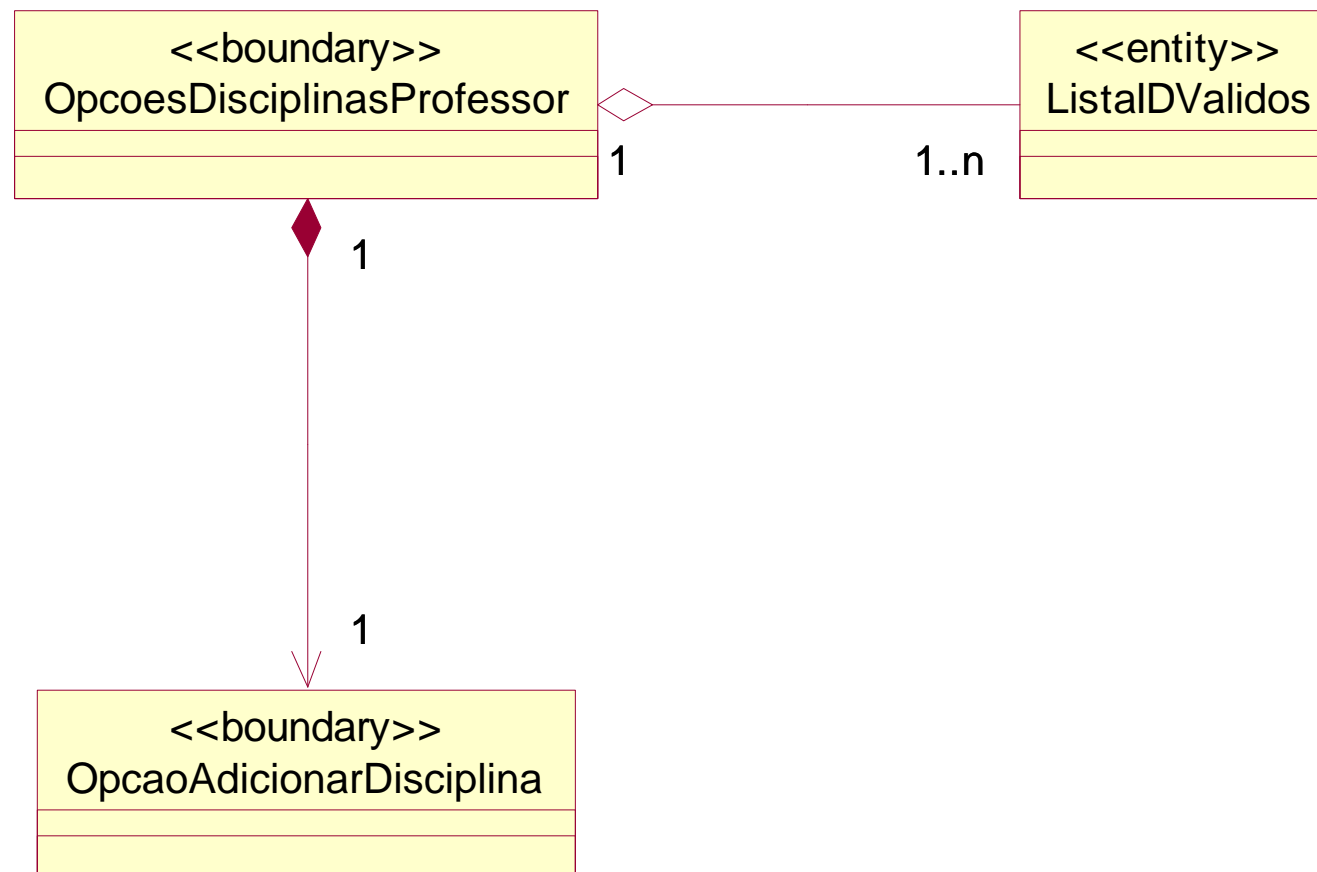 <<boundary>>
OpcoesDisciplinasProfessor
<<entity>>
ListaIDValidos
1
1..n
1
1
<<boundary>>
OpcaoAdicionarDisciplina